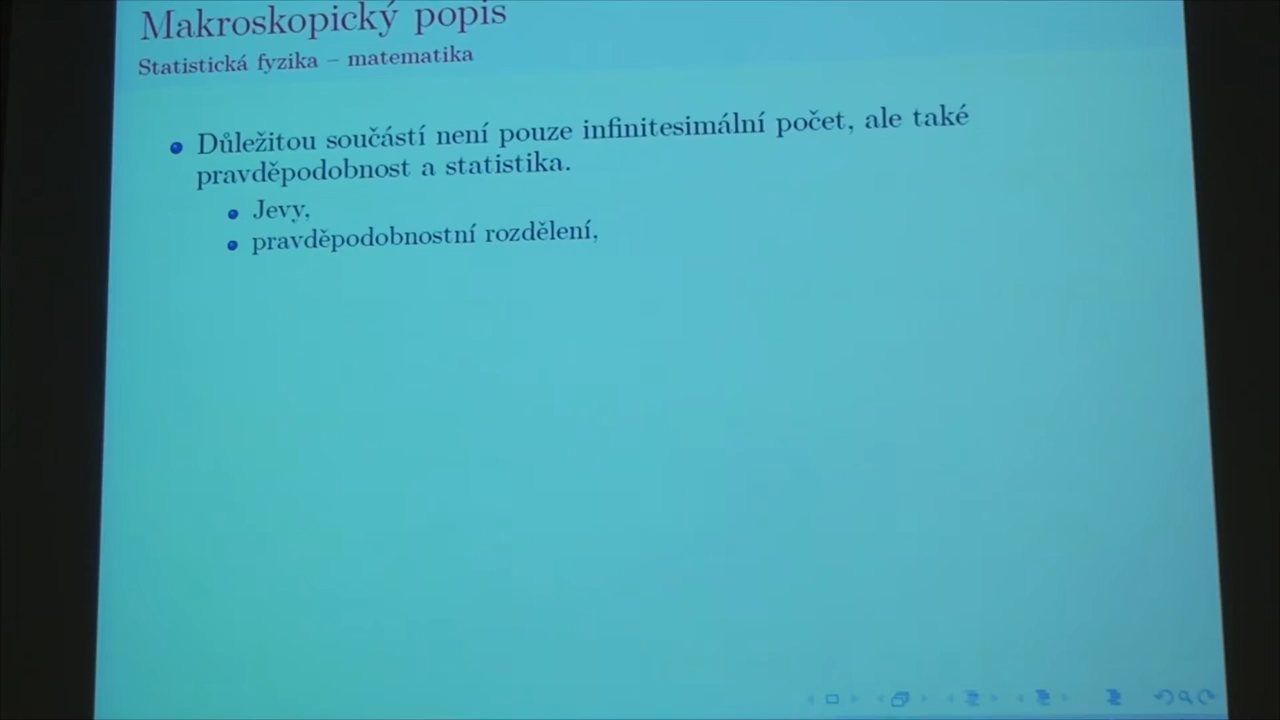 Makroskopický popis
Statistická fyzika – matematika
Důležitou součástí není pouze infinitesimální počet, ale také
pravděpodobnost a statistika.
Jevy,
pravděpodobnostní rozdělení,